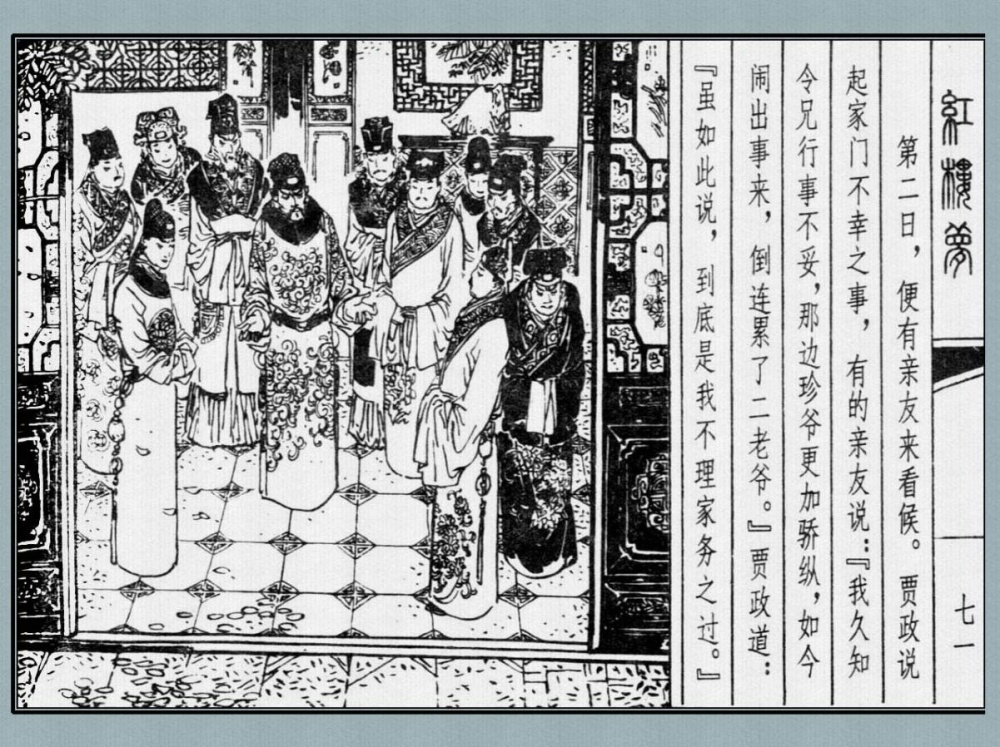 紅樓夢
七一
第二日，便有亲友来看候。贾政说
起家门不幸之事，有的亲友说：『我久知
令兄行事不妥，那边珍爷更加骄纵，如今
闹出事来，倒连累了二老爷。』贾政道：
『虽如此说，到底是我不理家务之过。』